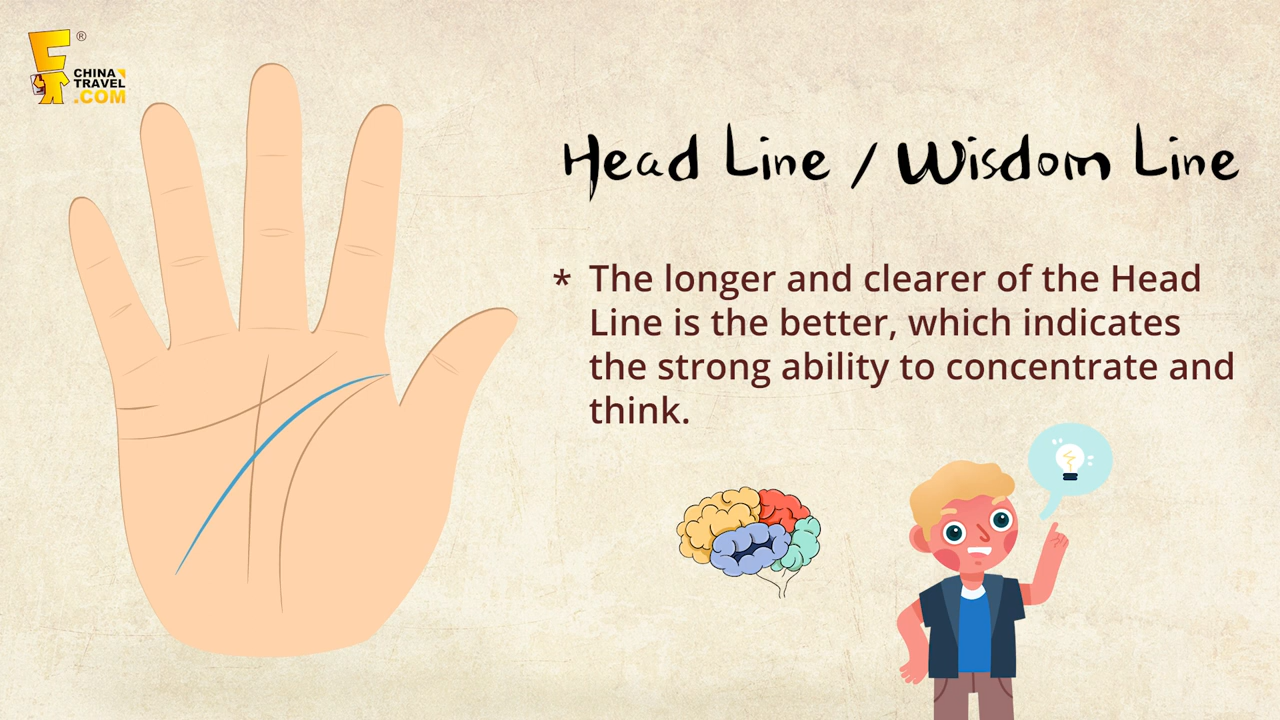 ®
CHINA
TRAVEL
.COM
Head Line / Wisdom Line
* The longer and clearer of the Head
Line is the better, which indicates
the strong ability to concentrate and
think.